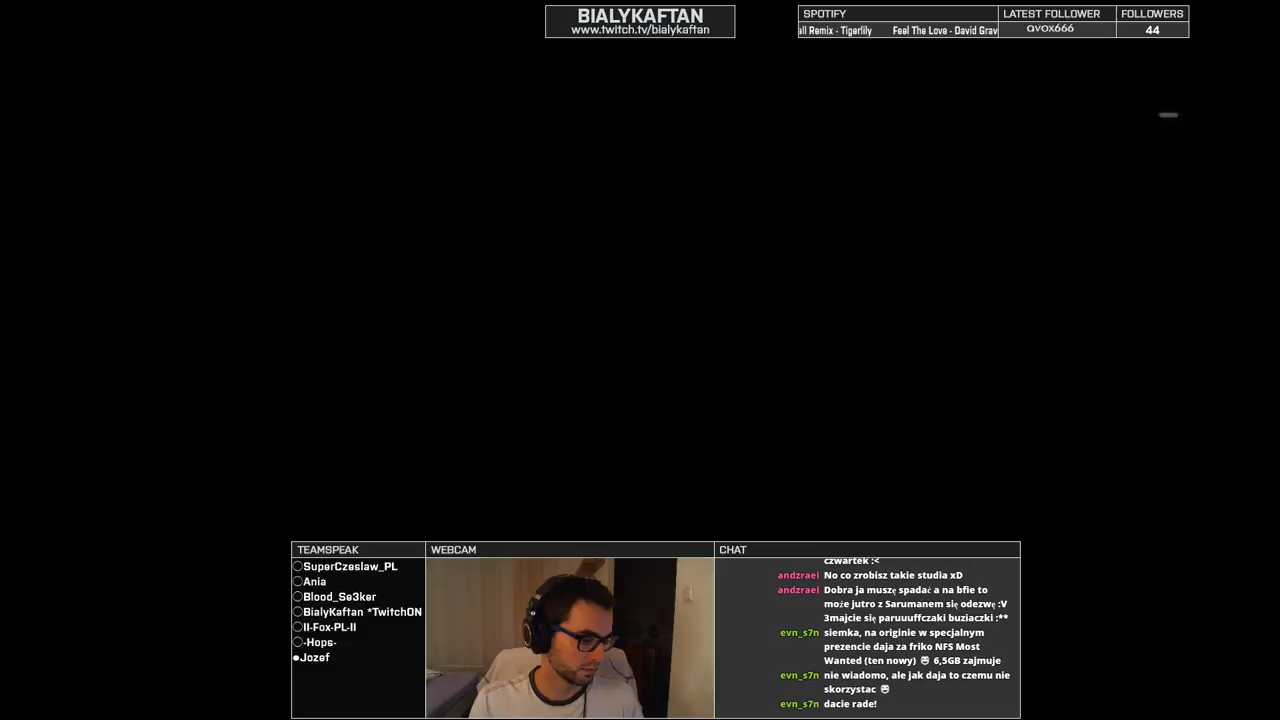 BIALYKAFTAN
www.twitch.tv/bialykaftan
SPOTIFY
LATEST FOLLOWER
FOLLOWERS
all Remix - Tigerlily Feel The Love - David Grav
qvox666
44
TEAMSPEAK
SuperCzeslaw_PL
Ania
Blood_Se3ker
BialyKaftan *TwitchON
II-Fox-PL-II
-Hops-
Jozef
WEBCAM
CHAT
czwartek :<
andzrael No co zrobisz takie studia xD
andzrael Dobra ja muszę spadać a na bfie to
może jutro z Sarumanem się odezwę :V
3majcie się paruuuffczaki buziaczki :**
evn_s7n siemka, na originie w specjalnym
prezencie daja za friko NFS Most
Wanted (ten nowy) 6,5GB zajmuje
evn_s7n nie wiadomo, ale jak daja to czemu nie
skorzystac
evn_s7n dacie rade!